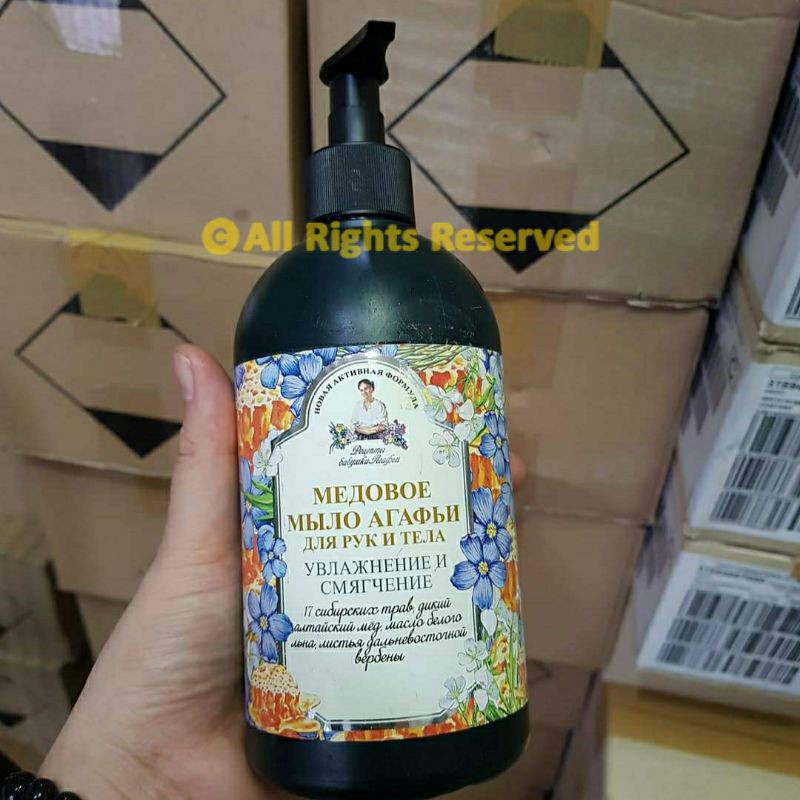 ©All Rights Reserved
НОВАЯ АКТИВНАЯ ФОРМУЛА
Рецепты
бабушки Агафьи
МЕДОВОЕ
МЫЛО АГАФЬИ
ДЛЯ РУК И ТЕЛА
УВЛАЖНЕНИЕ И
СМЯГЧЕНИЕ
17 сибирских трав, дикий
алтайский мёд, масло белого
льна, листья дальневосточной
вербены